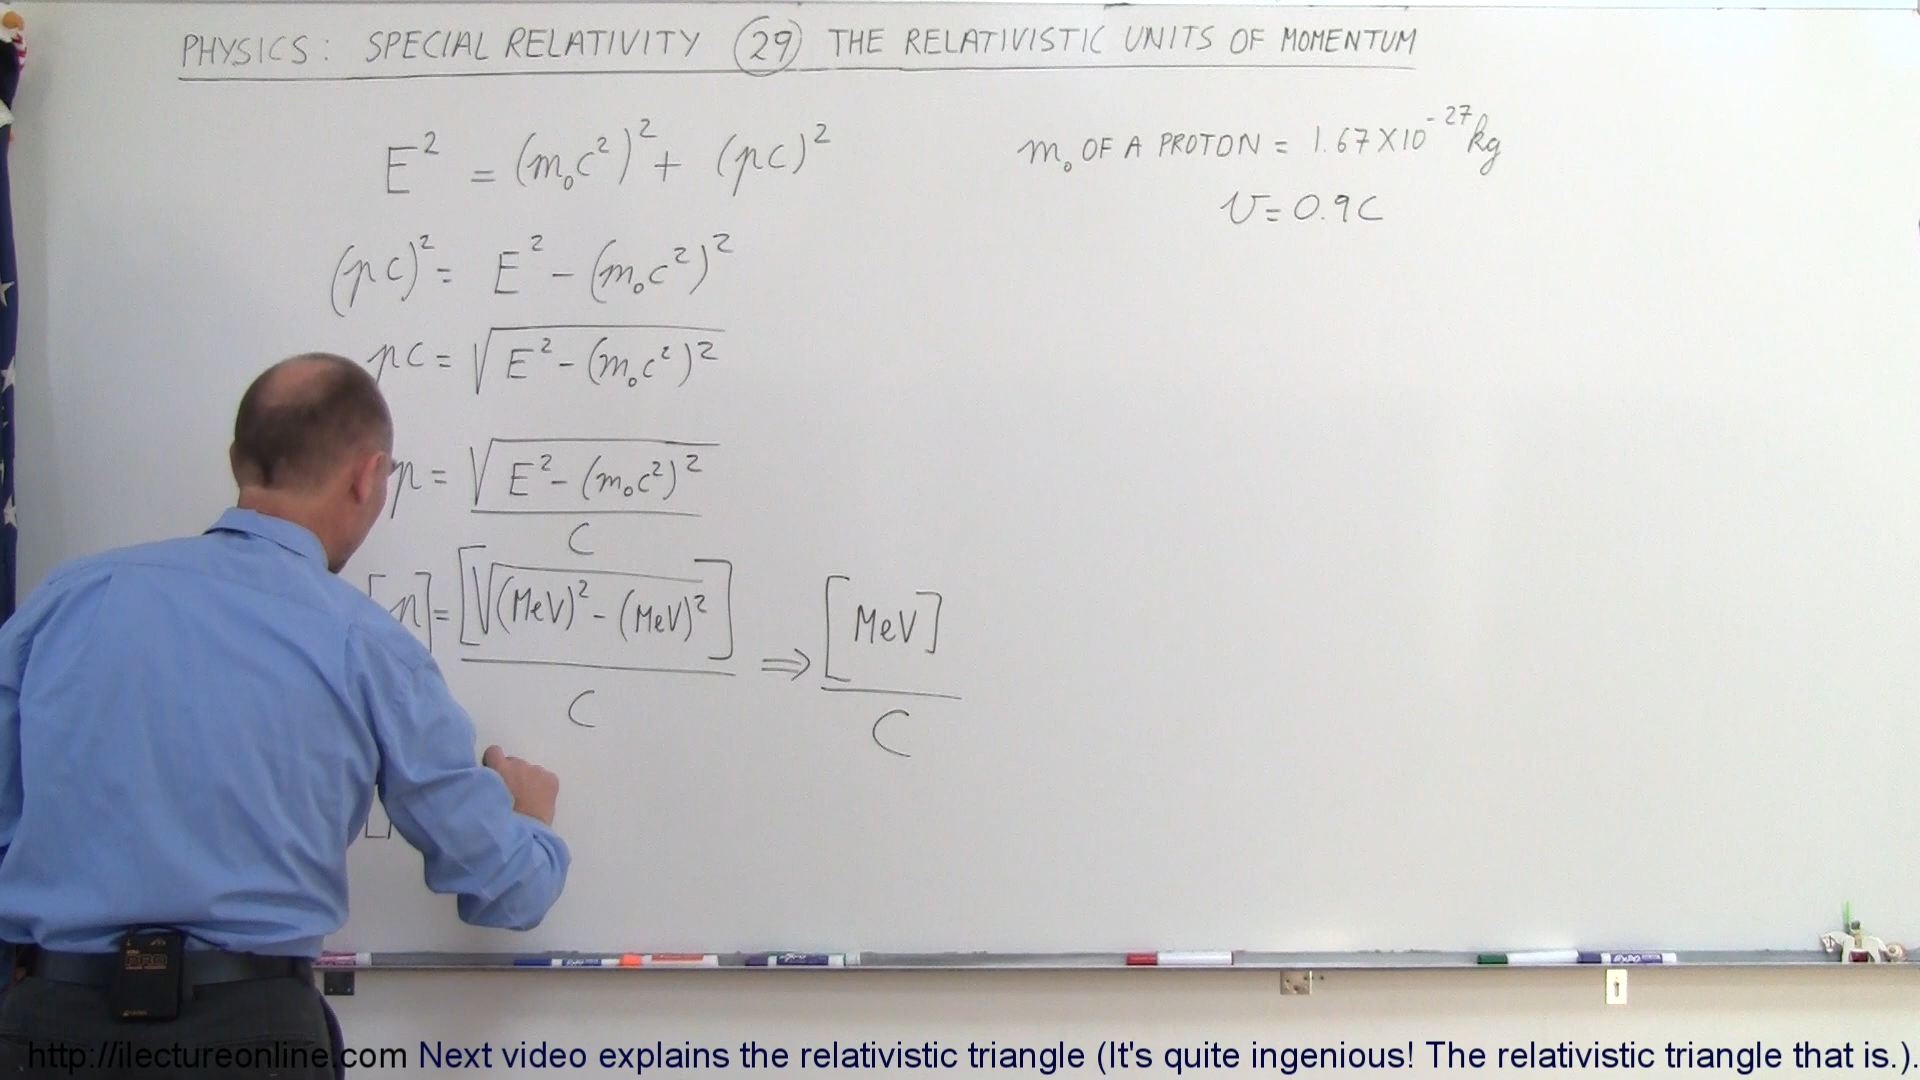 PHYSICS: SPECIAL RELATIVITY (29) THE RELATIVISTIC UNITS OF MOMENTUM
E² = (m₀c²)² + (pc)²
m₀ OF A PROTON = 1.67 X 10⁻²⁷ kg
v = 0.9C
(pc)² = E² - (m₀c²)²
pc = √(E² - (m₀c²)²)
p = √(E² - (m₀c²)²) / C
[p] = [√((MeV)² - (MeV)²)] / C ⇒ [MeV] / C
[
http://ilectureonline.com Next video explains the relativistic triangle (It's quite ingenious! The relativistic triangle that is.).